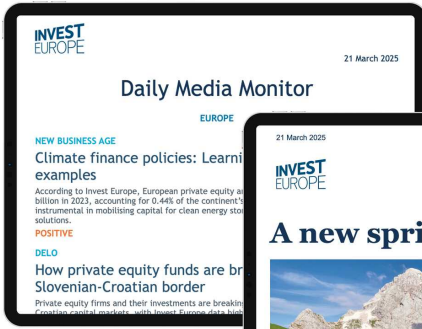 INVEST
EUROPE
21 March 2025
Daily Media Monitor
EUROPE
NEW BUSINESS AGE
Climate finance policies: Learni
examples
According to Invest Europe, European private equity a
billion in 2023, accounting for 0.44% of the continent's
instrumental in mobilising capital for clean energy sto
solutions.
POSITIVE
DELO
How private equity funds are br
Slovenian-Croatian border
Private equity firms and their investments are breakin
Croatian capital markets, with Invest Europe data high
21 March 2025
INVEST
EUROPE
A new spri